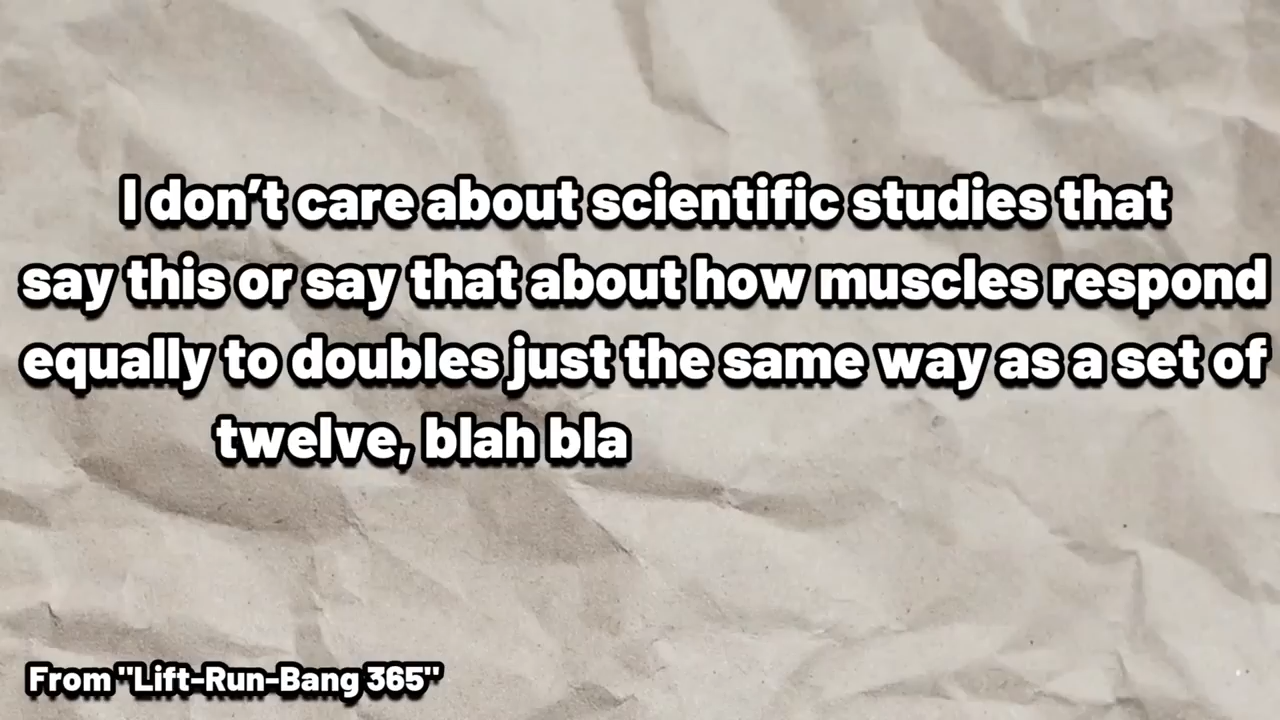 I don’t care about scientific studies that
say this or say that about how muscles respond
equally to doubles just the same way as a set of
twelve, blah bla
From "Lift-Run-Bang 365"